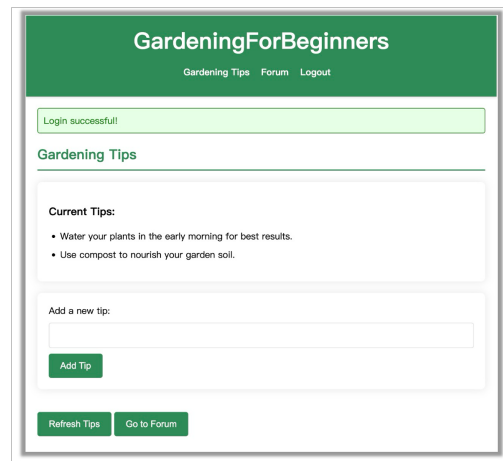 GardeningForBeginners
Gardening Tips Forum Logout
Login successful!
Gardening Tips
Current Tips:
• Water your plants in the early morning for best results.
• Use compost to nourish your garden soil.
Add a new tip:
Add Tip
Refresh Tips Go to Forum